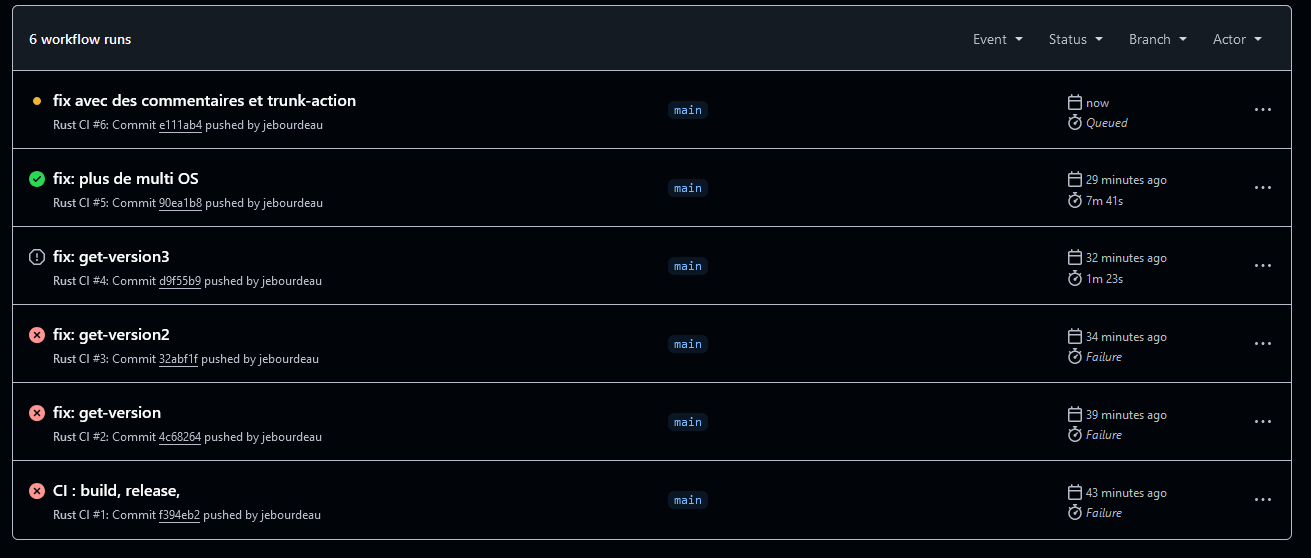 6 workflow runs
Event Status Branch Actor
fix avec des commentaires et trunk-action
Rust CI #6: Commit e111ab4 pushed by jebourdeau
main
now
Queued
fix: plus de multi OS
Rust CI #5: Commit 90ea1b8 pushed by jebourdeau
main
29 minutes ago
7m 41s
fix: get-version3
Rust CI #4: Commit d9f55b9 pushed by jebourdeau
main
32 minutes ago
1m 23s
fix: get-version2
Rust CI #3: Commit 32abf1f pushed by jebourdeau
main
34 minutes ago
Failure
fix: get-version
Rust CI #2: Commit 4c68264 pushed by jebourdeau
main
39 minutes ago
Failure
CI : build, release,
Rust CI #1: Commit f394eb2 pushed by jebourdeau
main
43 minutes ago
Failure